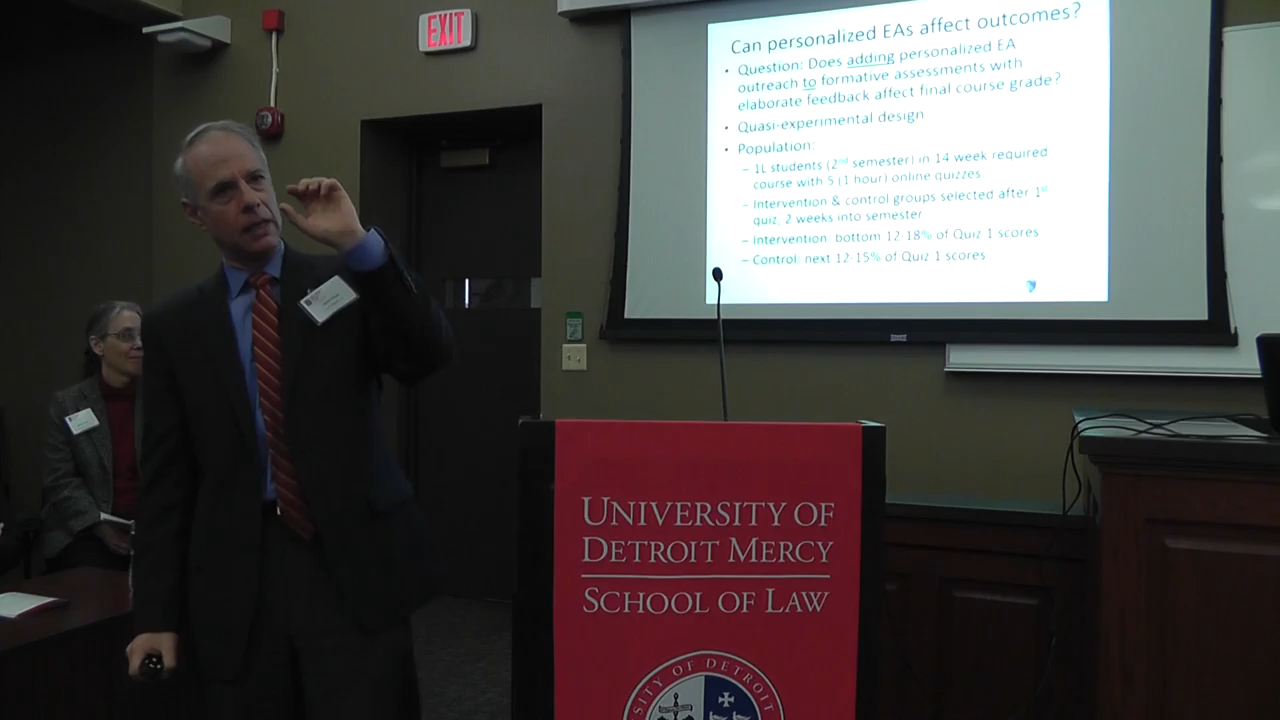 EXIT
Can personalized EAs affect outcomes?
• Question: Does adding personalized EA
outreach to formative assessments with
elaborate feedback affect final course grade?
• Quasi-experimental design
• Population:
– 1L students (2nd semester) in 14 week required
course with 5 (1 hour) online quizzes
– Intervention & control groups selected after 1st
quiz, 2 weeks into semester
– Intervention: bottom 12-18% of Quiz 1 scores
– Control: next 12-15% of Quiz 1 scores
UNIVERSITY OF
DETROIT MERCY
SCHOOL OF LAW
SITY OF DETROIT